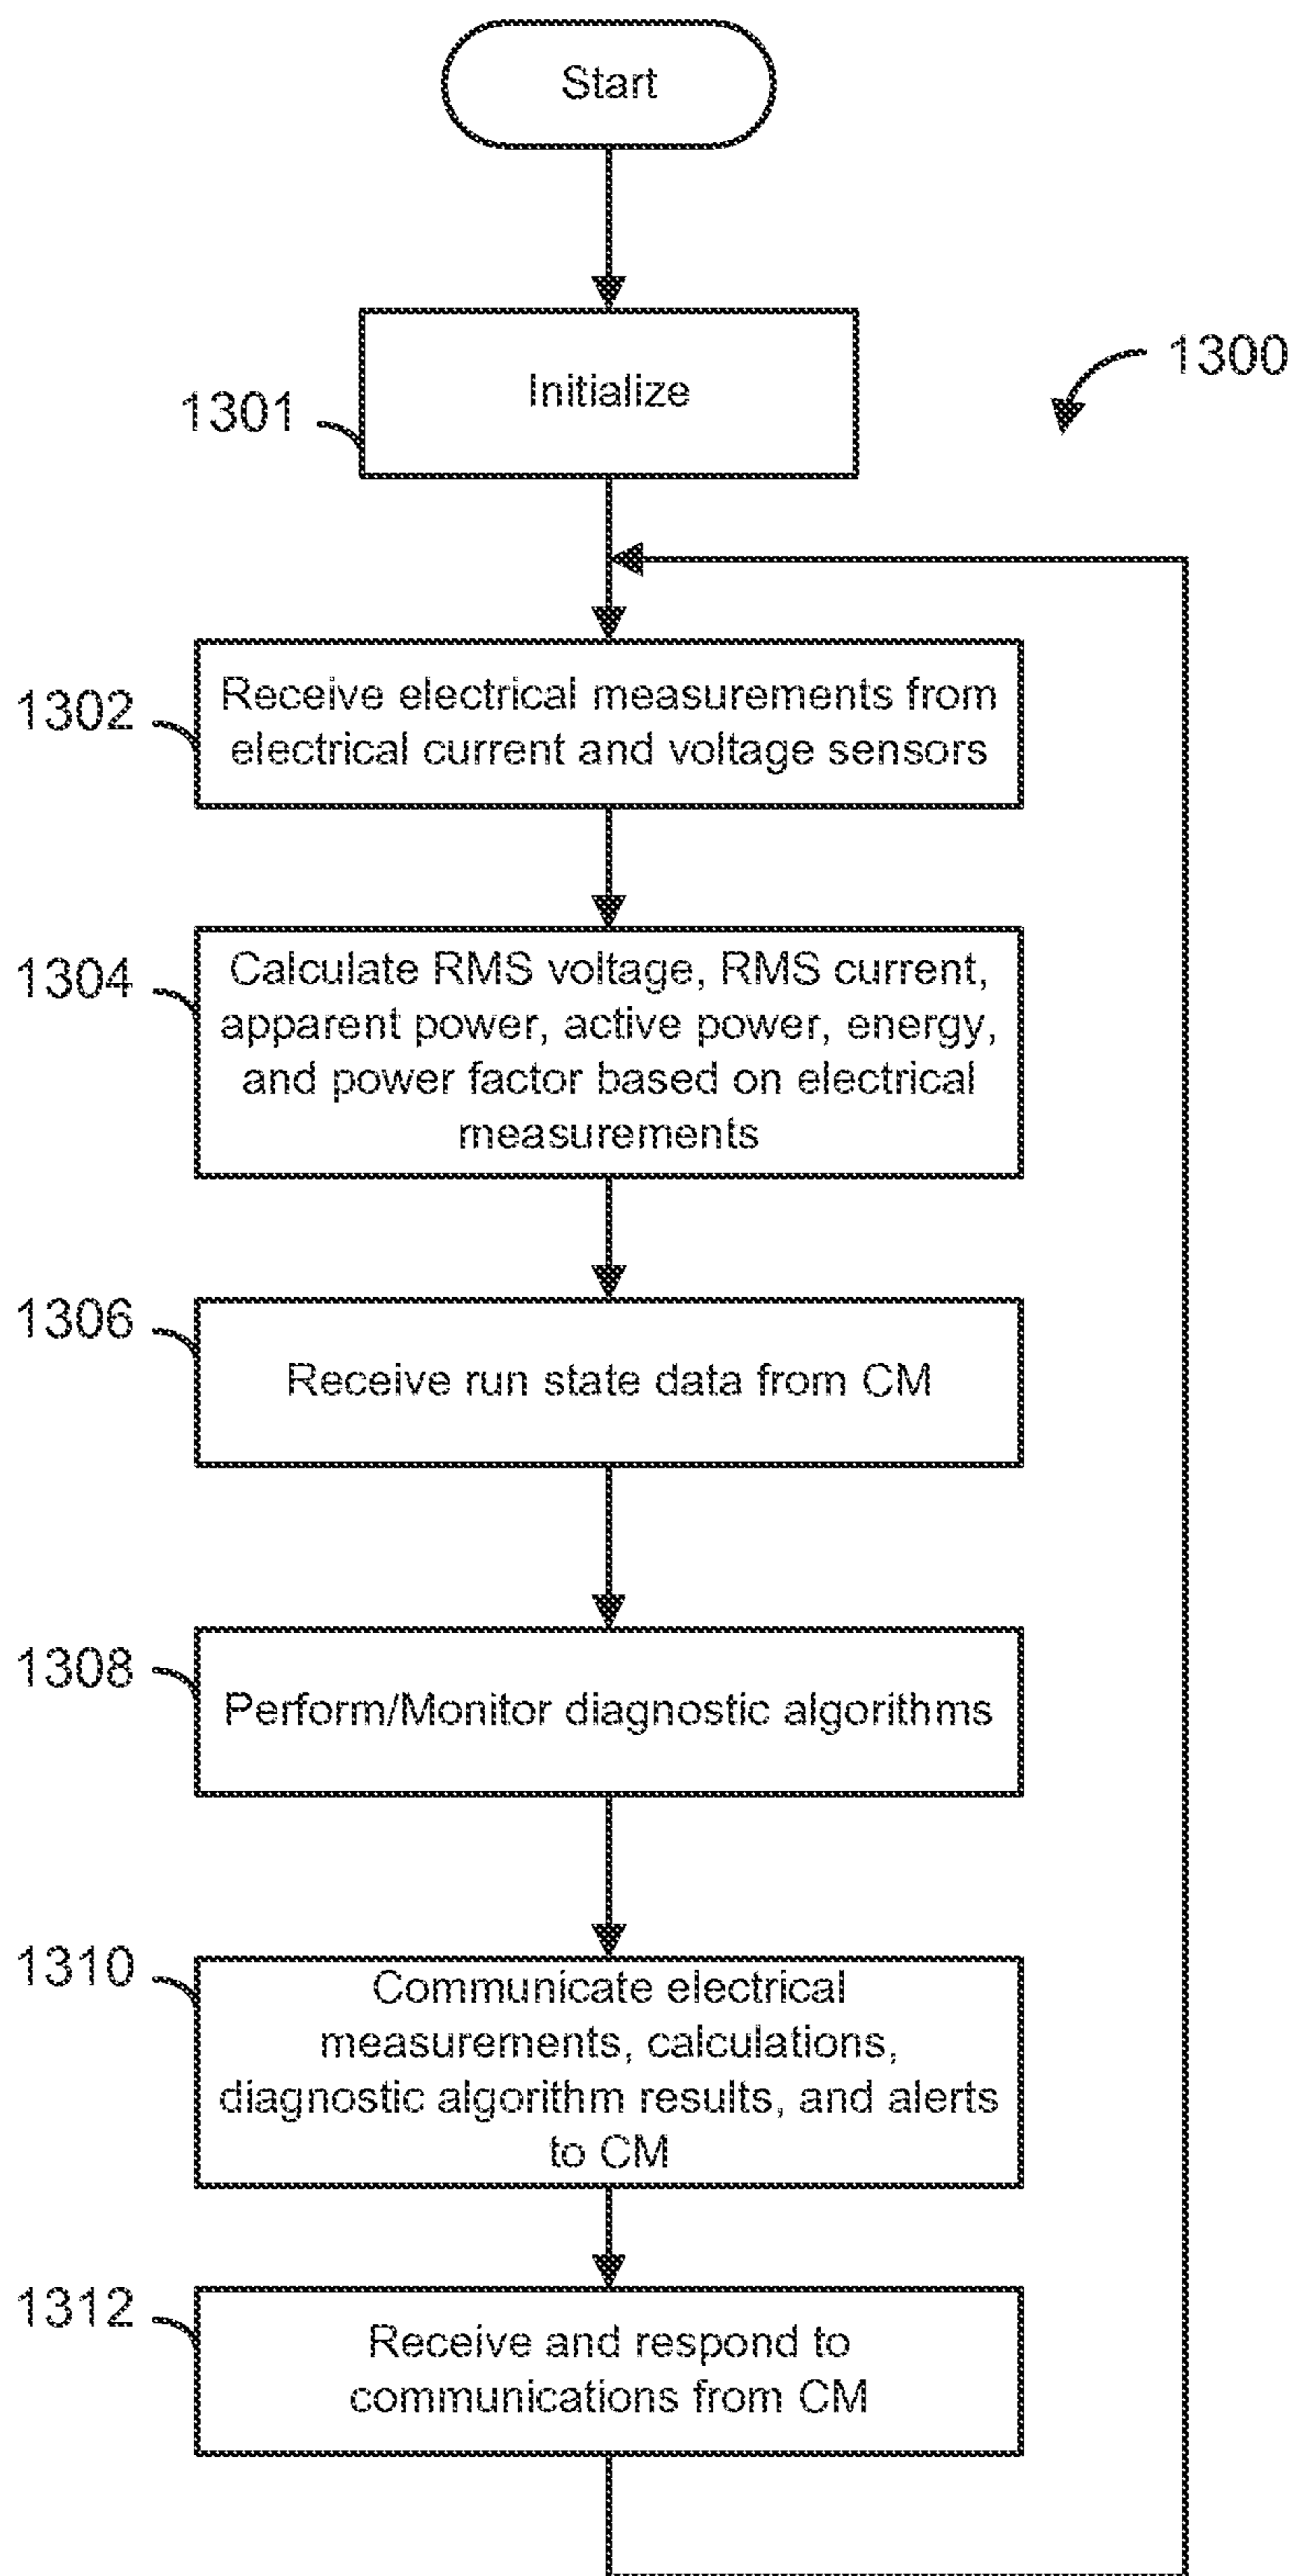 Start
Initialize
1300
1301
1302
Receive electrical measurements from
electrical current and voltage sensors
1304
Calculate RMS voltage, RMS current,
apparent power, active power, energy,
and power factor based on electrical
measurements
1306
Receive run state data from CM
1308
Perform/Monitor diagnostic algorithms
1310
Communicate electrical
measurements, calculations,
diagnostic algorithm results, and alerts
to CM
1312
Receive and respond to
communications from CM